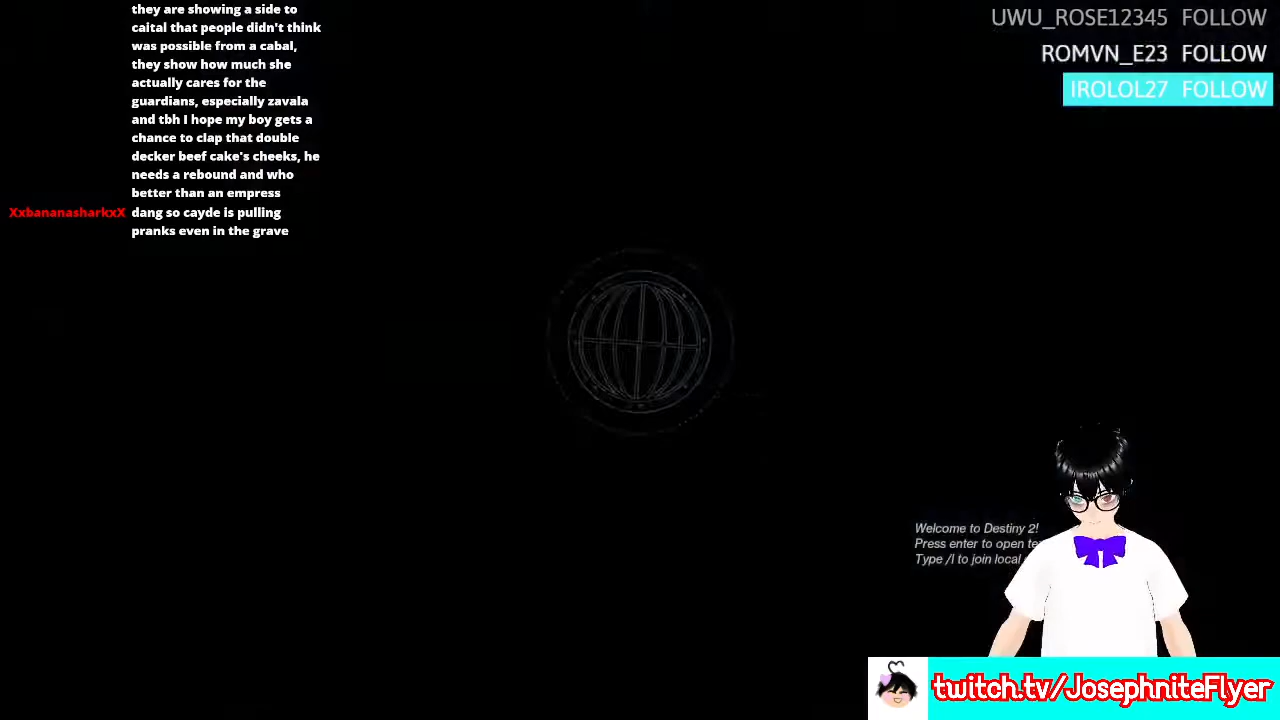 they are showing a side to
caital that people didn't think
was possible from a cabal,
they show how much she
actually cares for the
guardians, especially zavala
and tbh I hope my boy gets a
chance to clap that double
decker beef cake's cheeks, he
needs a rebound and who
better than an empress
XxbananasharkxX dang so cayde is pulling
pranks even in the grave
UWU_ROSE12345 FOLLOW
ROMVN_E23 FOLLOW
IROLOL27 FOLLOW
Welcome to Destiny 2!
Press enter to open te
Type /l to join local
twitch.tv/JosephniteFlyer